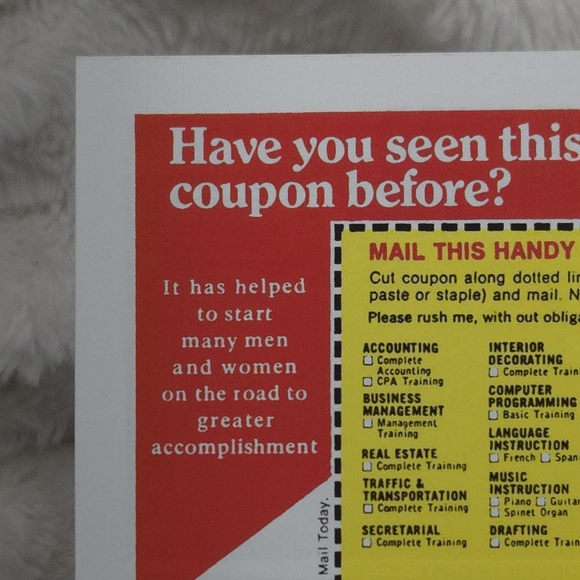 Have you seen this
coupon before?
It has helped
to start
many men
and women
on the road to
greater
accomplishment
MAIL THIS HANDY
Cut coupon along dotted
paste or staple) and mail.
Please rush me, with out
ACCOUNTING
Complete
Accounting
CPA Training
BUSINESS
MANAGEMENT
Management
Training
REAL ESTATE
Complete Training
TRAFFIC &
TRANSPORTATION
Complete Training
SECRETARIAL
Complete Training
INTERIOR
DECORATING
Complete
COMPUTER
PROGRAMMING
Basic Training
LANGUAGE
INSTRUCTION
French
MUSIC
INSTRUCTION
Piano
Spinet Organ
DRAFTING
Complete
Mail Today.